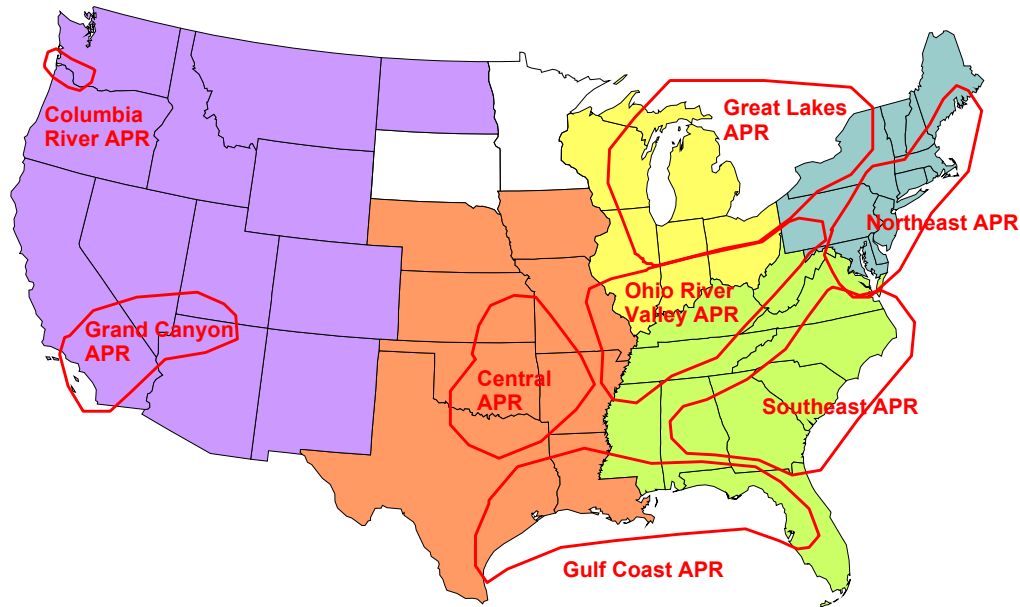 Columbia
River APR
Great Lakes
APR
Northeast APR
Grand Canyon
APR
Ohio River
Valley APR
Central
APR
Southeast APR
Gulf Coast APR